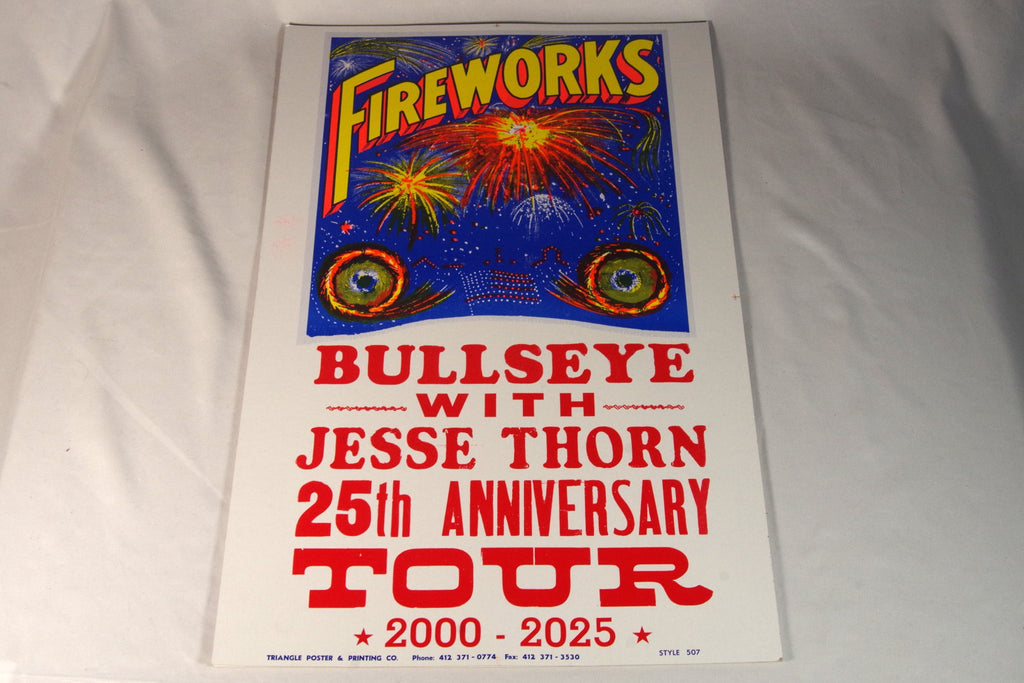 FIREWORKS
BULLSEYE
WITH
JESSE THORN
25th ANNIVERSARY
TOUR
★ 2000 - 2025 ★
TRIANGLE POSTER & PRINTING CO. Phone: 412 371-0774 Fax: 412 371-3530 STYLE 507